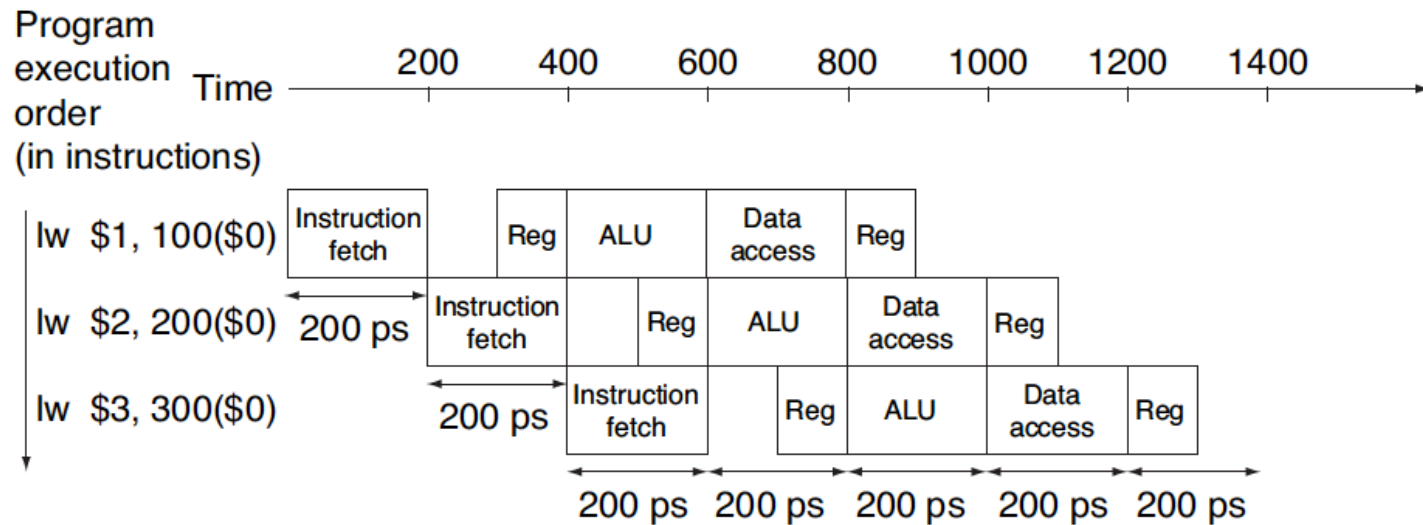 Program
execution
order
(in instructions)
Time
200 400 600 800 1000 1200 1400
lw $1, 100($0)
Instruction
fetch
Reg
ALU
Data
access
Reg
lw $2, 200($0)
200 ps
Instruction
fetch
Reg
ALU
Data
access
Reg
lw $3, 300($0)
200 ps
Instruction
fetch
Reg
ALU
Data
access
Reg
200 ps 200 ps 200 ps 200 ps 200 ps